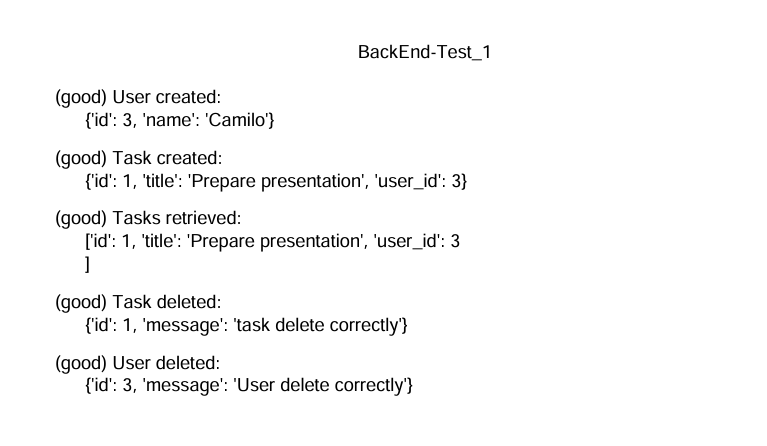 BackEnd-Test_1
(good) User created:
{'id': 3, 'name': 'Camilo'}
(good) Task created:
{'id': 1, 'title': 'Prepare presentation', 'user_id': 3}
(good) Tasks retrieved:
['id': 1, 'title': 'Prepare presentation', 'user_id': 3
]
(good) Task deleted:
{'id': 1, 'message': 'task delete correctly'}
(good) User deleted:
{'id': 3, 'message': 'User delete correctly'}